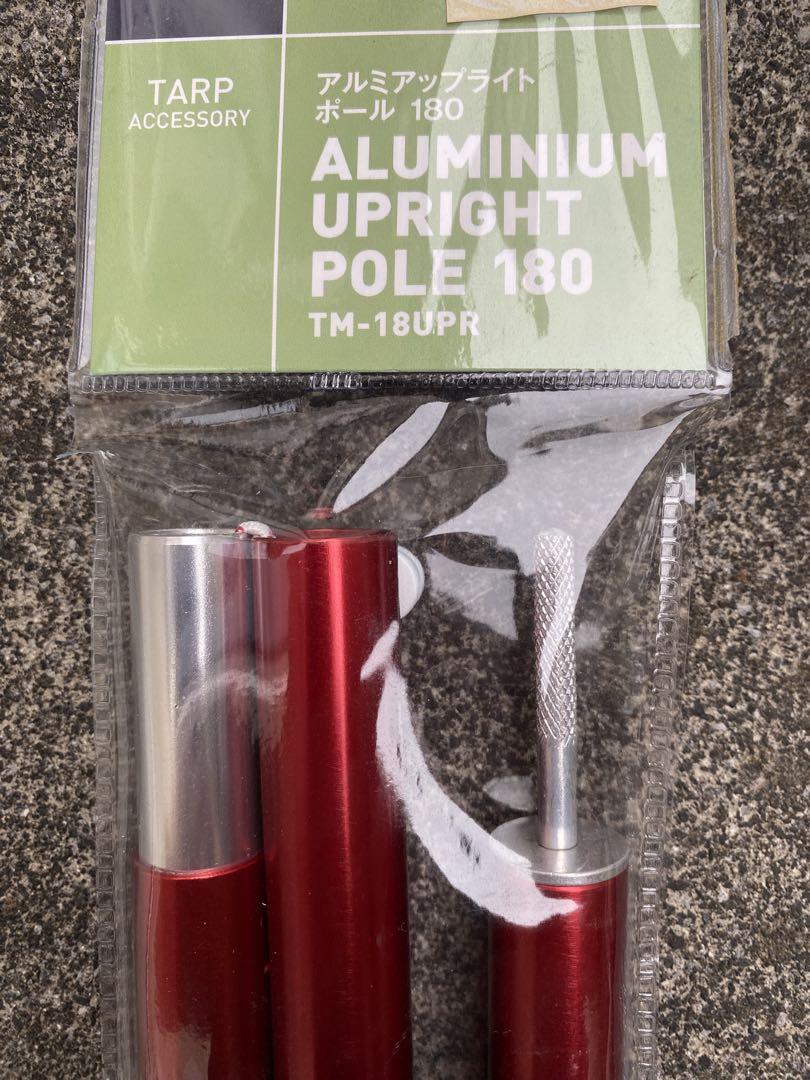 TARP
ACCESSORY
アルミアップライト
ポール 180
ALUMINIUM
UPRIGHT
POLE 180
TM-18UPR